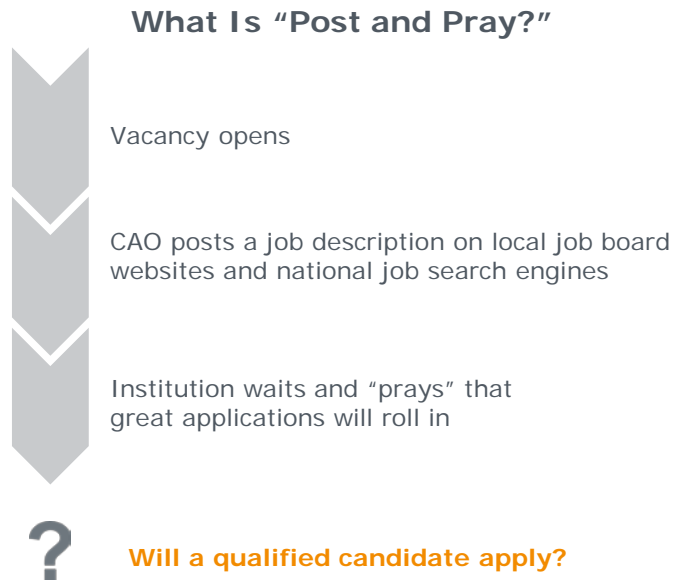 What Is “Post and Pray?”
Vacancy opens
CAO posts a job description on local job board
websites and national job search engines
Institution waits and “prays” that
great applications will roll in
?
Will a qualified candidate apply?